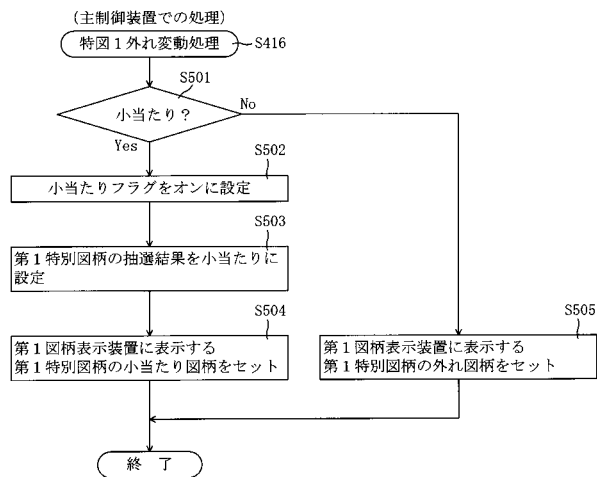 (主制御装置での処理)
特図1外れ変動処理
S416
S501
小当たり?
No
Yes
S502
小当たりフラグをオンに設定
S503
第1特別図柄の抽選結果を小当たりに
設定
S504
第1図柄表示装置に表示する
第1特別図柄の小当たり図柄をセット
S505
第1図柄表示装置に表示する
第1特別図柄の外れ図柄をセット
終 了